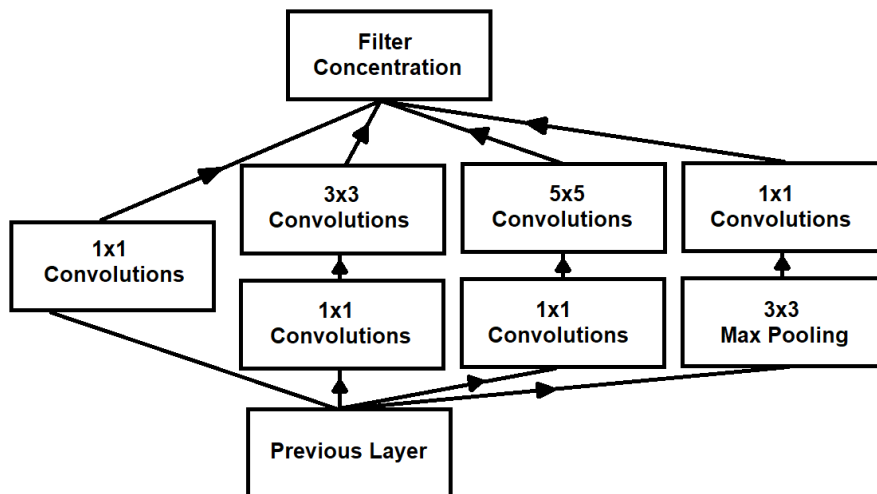 Filter
Concentration
3x3
Convolutions
5x5
Convolutions
1x1
Convolutions
1x1
Convolutions
1x1
Convolutions
1x1
Convolutions
3x3
Max Pooling
Previous Layer